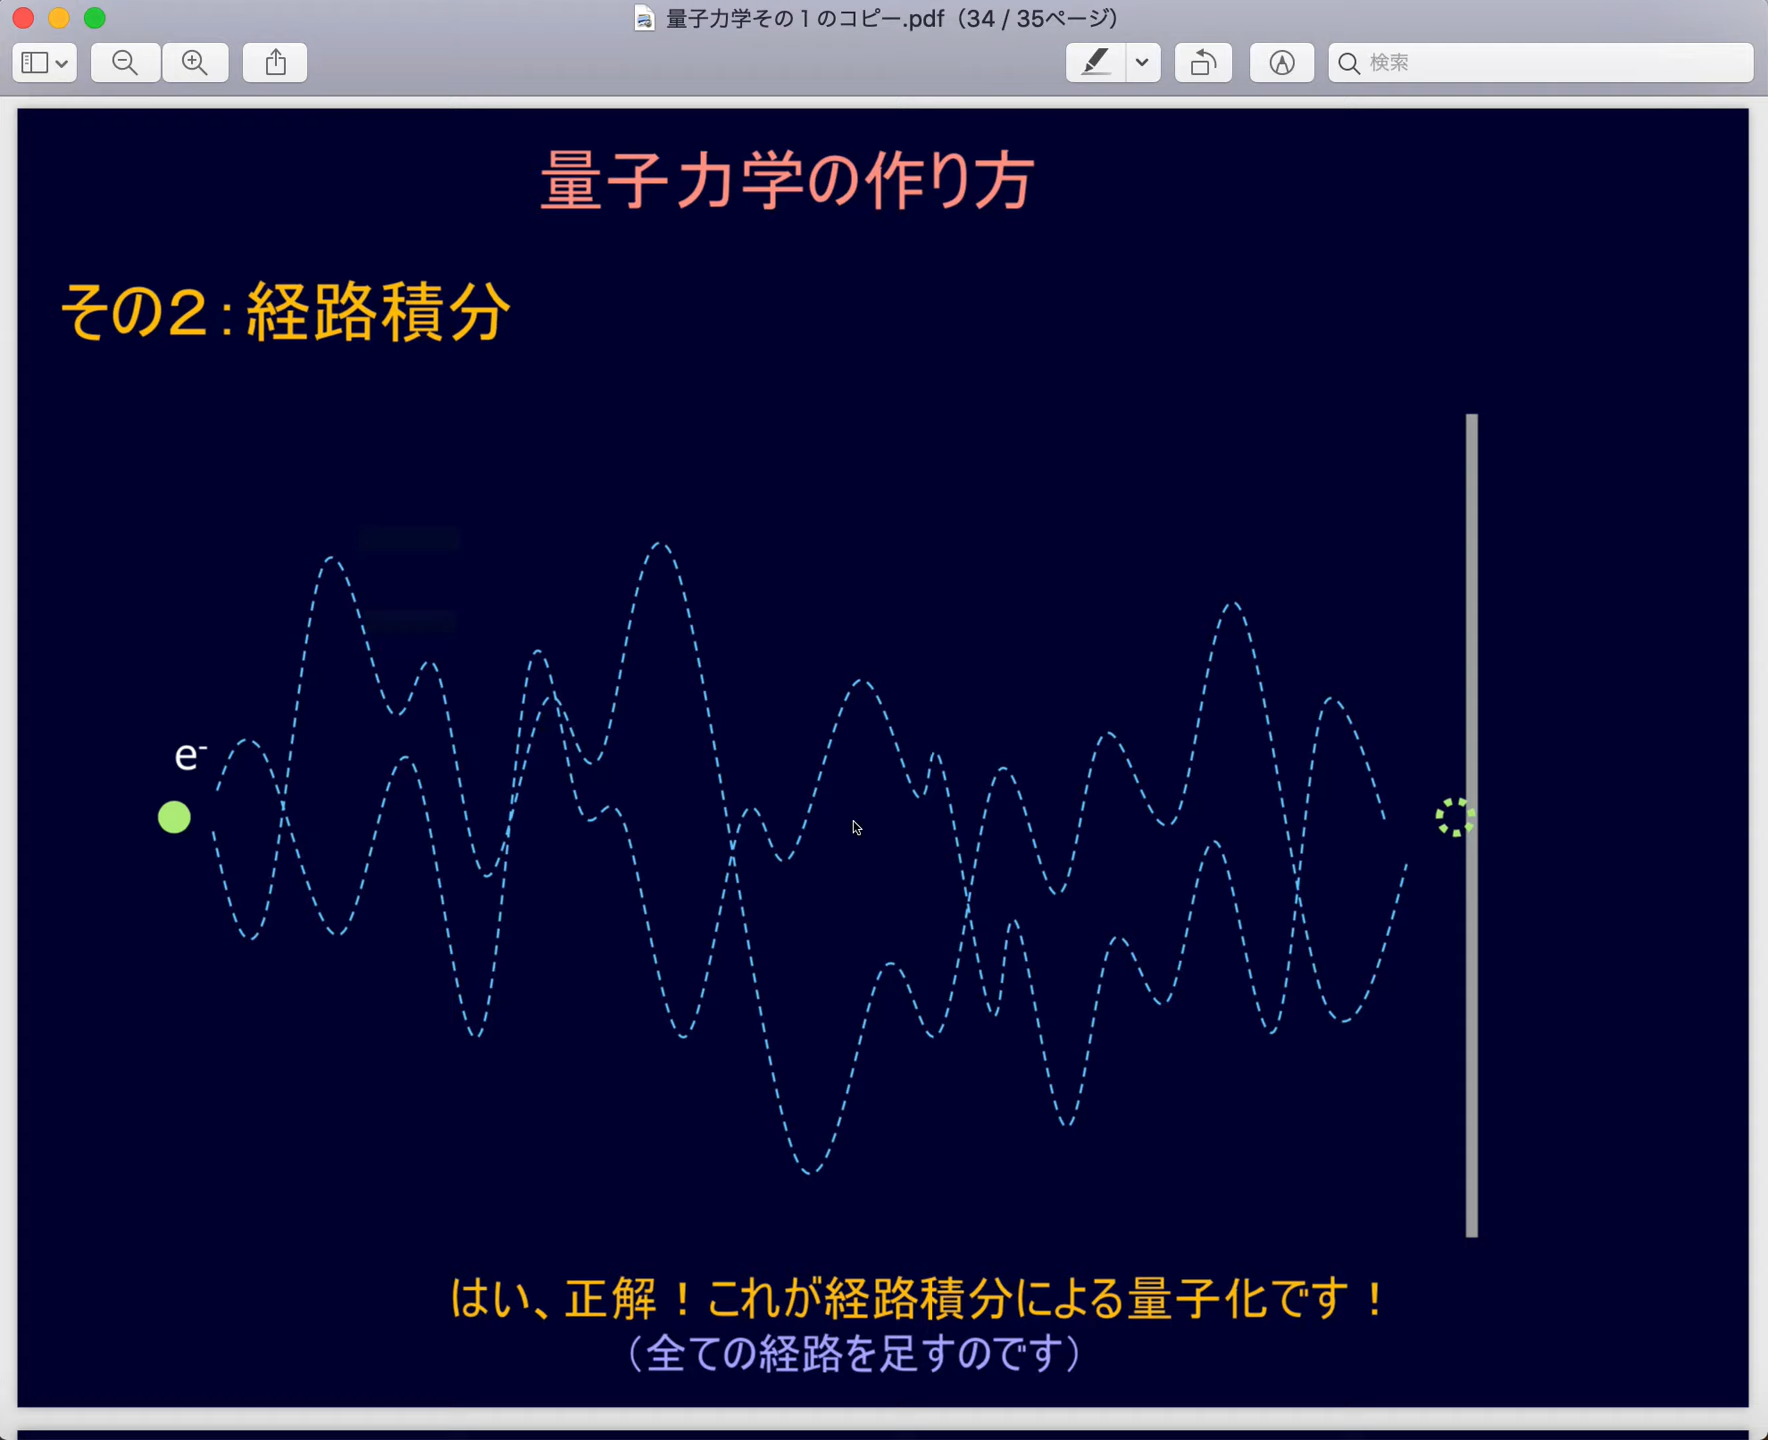 量子力学その１のコピー.pdf（34 / 35ページ）
検索
量子力学の作り方
その２：経路積分
e-
はい、正解！これが経路積分による量子化です！
（全ての経路を足すのです）